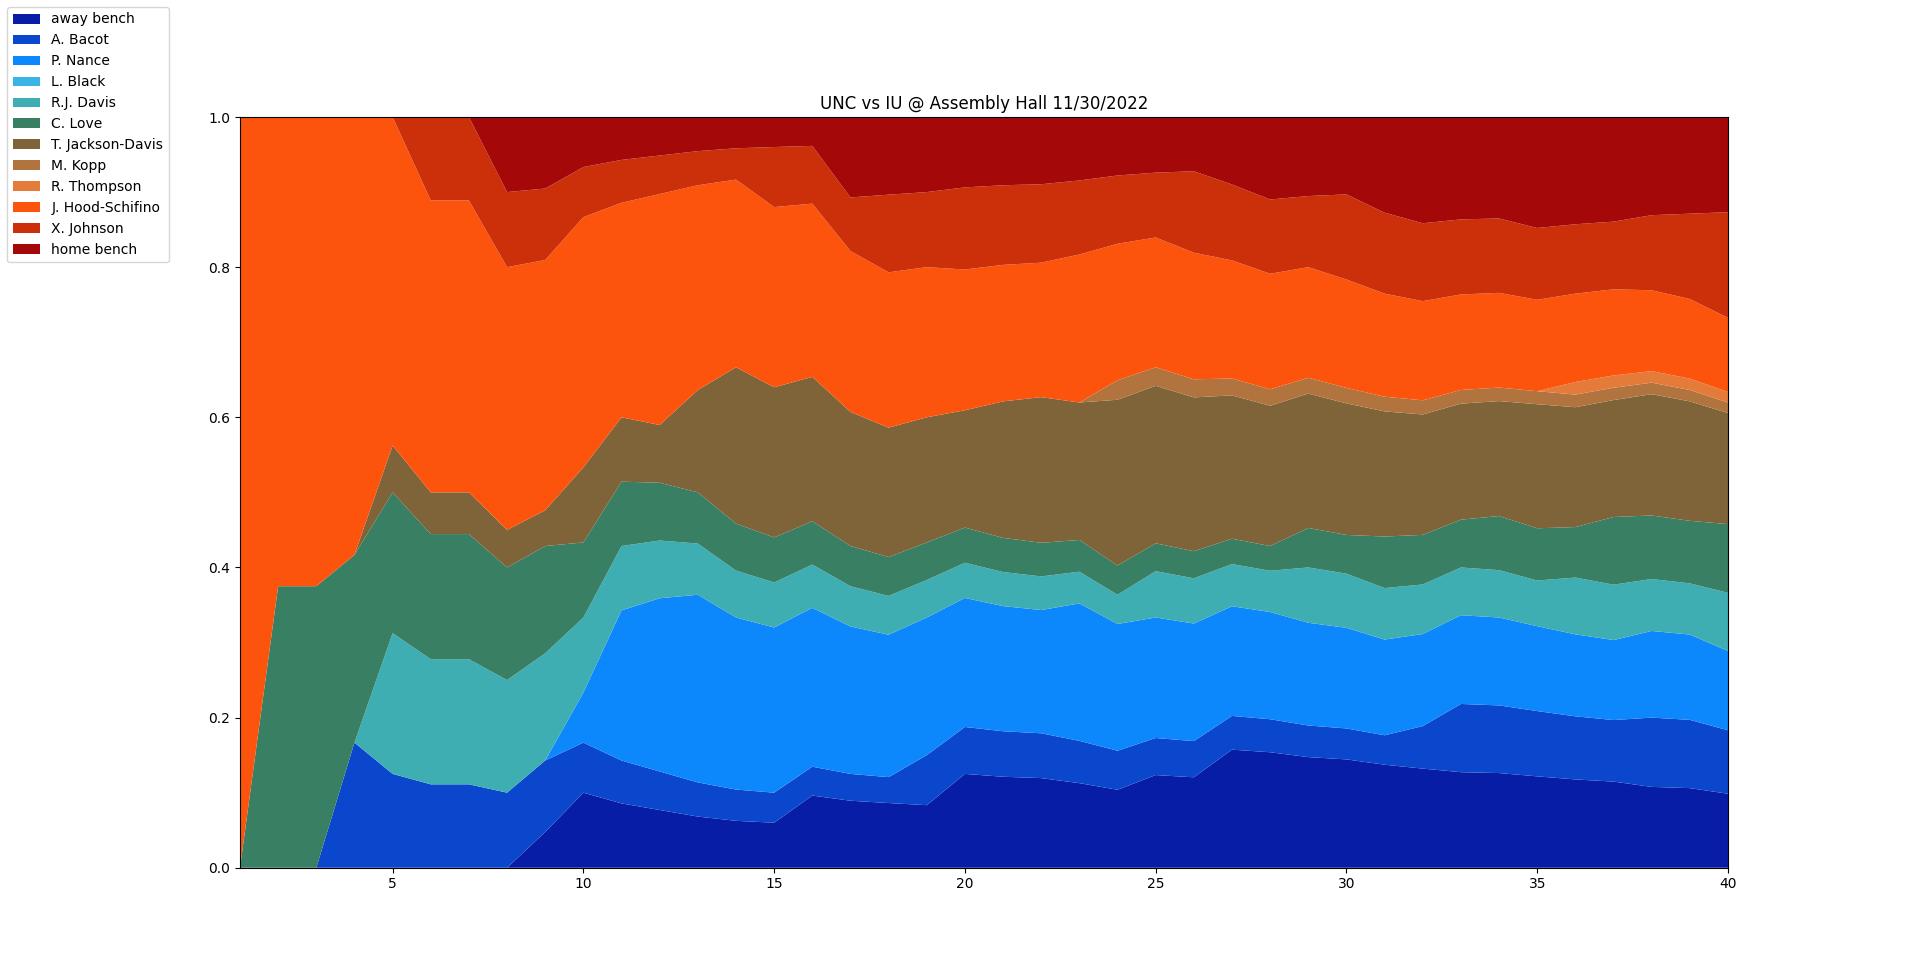 away bench
A. Bacot
P. Nance
L. Black
R.J. Davis
C. Love
T. Jackson-Davis
M. Kopp
R. Thompson
J. Hood-Schifino
X. Johnson
home bench
UNC vs IU @ Assembly Hall 11/30/2022
1.0
0.8
0.6
0.4
0.2
0.0
5 10 15 20 25 30 35 40